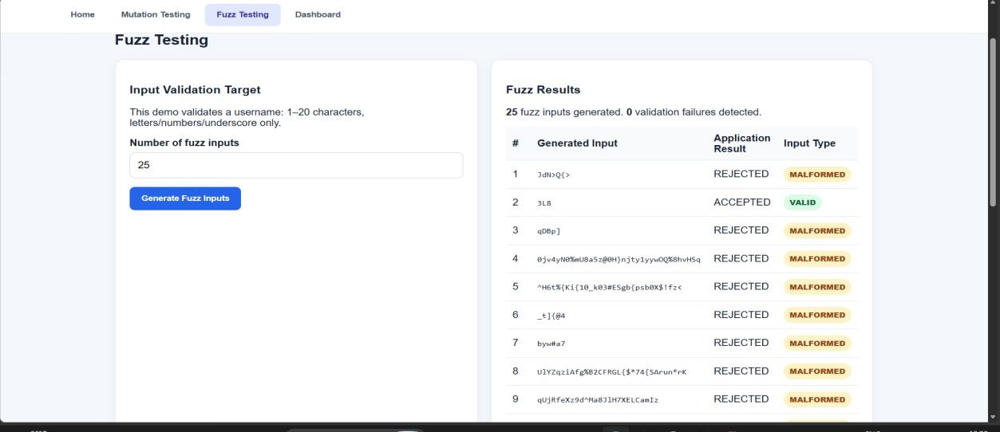 Home Mutation Testing Fuzz Testing Dashboard
Fuzz Testing
Input Validation Target
This demo validates a username: 1–20 characters,
letters/numbers/underscore only.
Number of fuzz inputs
25
Generate Fuzz Inputs
Fuzz Results
25 fuzz inputs generated. 0 validation failures detected.
# Generated Input Application Result Input Type
1 JdN>Q{> REJECTED MALFORMED
2 3L8 ACCEPTED VALID
3 qDBp] REJECTED MALFORMED
4 0jv4yN0%mU8a5z@0H}njty1yywOQ%8hvHSq REJECTED MALFORMED
5 ^H6t%{Ki{10_k03#ESgb{psb0X$!fz< REJECTED MALFORMED
6 _t]{@4 REJECTED MALFORMED
7 byw#a7 REJECTED MALFORMED
8 UlYZqziAfg%B2CFRGL{$*74{SArun*rK REJECTED MALFORMED
9 qUjRfeXz9d^Ma8JlH7XELCamIz REJECTED MALFORMED